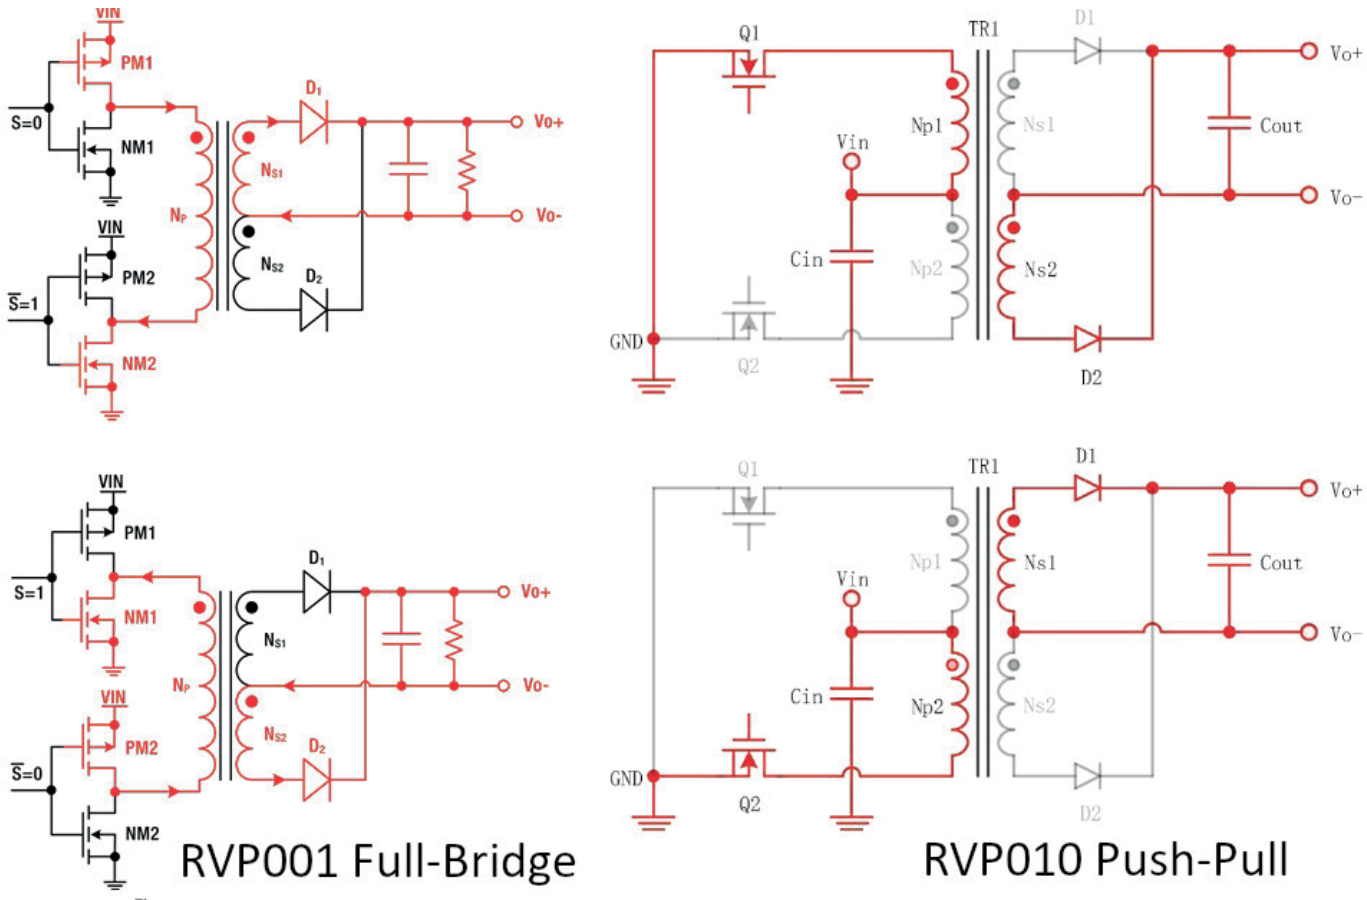 VIN
PM1
S=0
NM1
VIN
PM2
S̅=1
NM2
NP
NS1
NS2
D1
D2
Vo+
Vo-
Q1
TR1
D1
Vo+
Np1
Ns1
Cout
Vin
Vo-
Cin
Np2
Ns2
GND
Q2
D2
VIN
PM1
S=1
NM1
VIN
PM2
S̅=0
NM2
NP
NS1
NS2
D1
D2
Vo+
Vo-
Q1
TR1
D1
Vo+
Np1
Ns1
Cout
Vin
Vo-
Cin
Np2
Ns2
GND
Q2
D2
RVP001 Full-Bridge
RVP010 Push-Pull